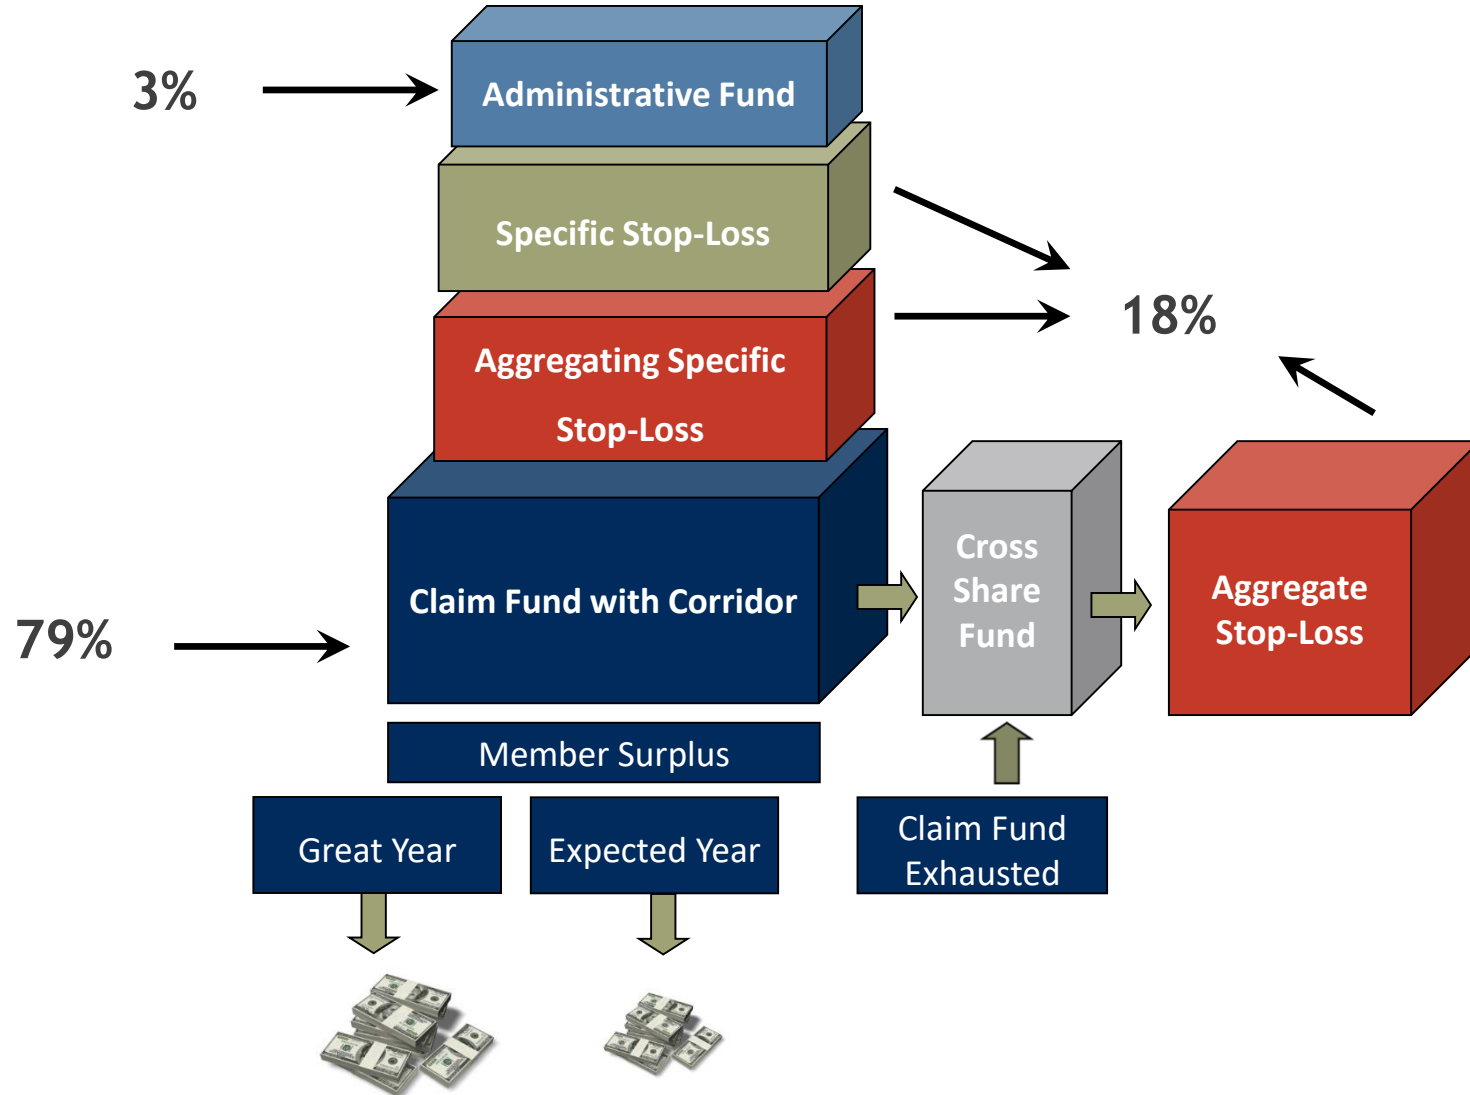 3%
Administrative Fund
Specific Stop-Loss
18%
Aggregating Specific
Stop-Loss
Claim Fund with Corridor
79%
Cross
Share
Fund
Aggregate
Stop-Loss
Member Surplus
Great Year
Expected Year
Claim Fund
Exhausted